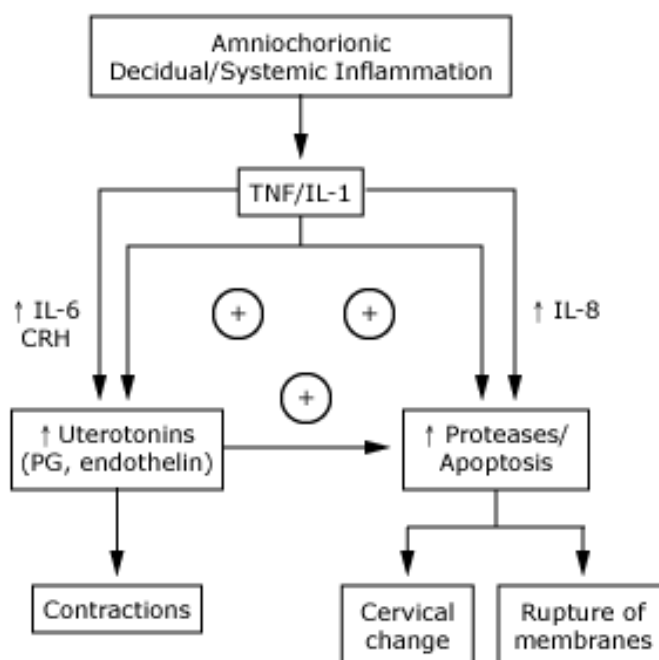 Amniochorionic
Decidual/Systemic Inflammation
TNF/IL-1
↑ IL-6
CRH
↑ IL-8
+
+
+
↑ Uterotonins
(PG, endothelin)
↑ Proteases/
Apoptosis
Contractions
Cervical
change
Rupture of
membranes